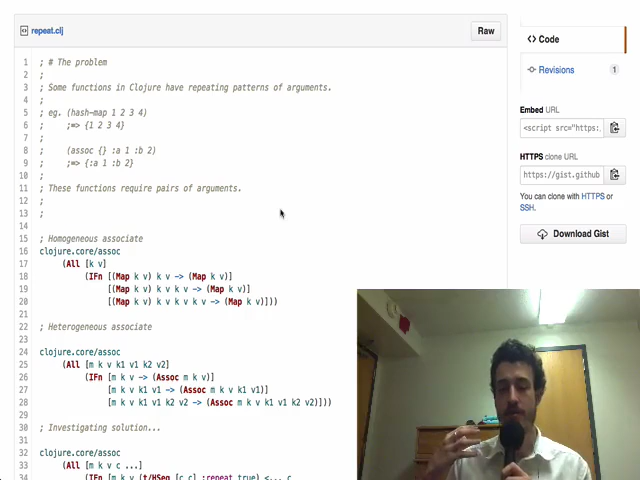 repeat.clj
Raw
1 ; # The problem
2 ;
3 ; Some functions in Clojure have repeating patterns of arguments.
4 ;
5 ; eg. (hash-map 1 2 3 4)
6 ;     ;=> {1 2 3 4}
7 ;
8 ;     (assoc {} :a 1 :b 2)
9 ;     ;=> {:a 1 :b 2}
10 ;
11 ; These functions require pairs of arguments.
12 ;
13 ;
14
15 ; Homogeneous associate
16 clojure.core/assoc
17     (All [k v]
18         (IFn [(Map k v) k v -> (Map k v)]
19             [(Map k v) k v k v -> (Map k v)]
20             [(Map k v) k v k v k v -> (Map k v)]))
21
22 ; Heterogeneous associate
23
24 clojure.core/assoc
25     (All [m k v k1 v1 k2 v2]
26         (IFn [m k v -> (Assoc m k v)]
27             [m k v k1 v1 -> (Assoc m k v k1 v1)]
28             [m k v k1 v1 k2 v2 -> (Assoc m k v k1 v1 k2 v2)]))
29
30 ; Investigating solution...
31
32 clojure.core/assoc
33     (All [m k v c ...]
34         (IFn [m k v (t/HSeq [c c] :repeat true) <... c
<> Code
Revisions 1
Embed URL
<script src="https:.
HTTPS clone URL
https://gist.github
You can clone with HTTPS or
SSH.
Download Gist